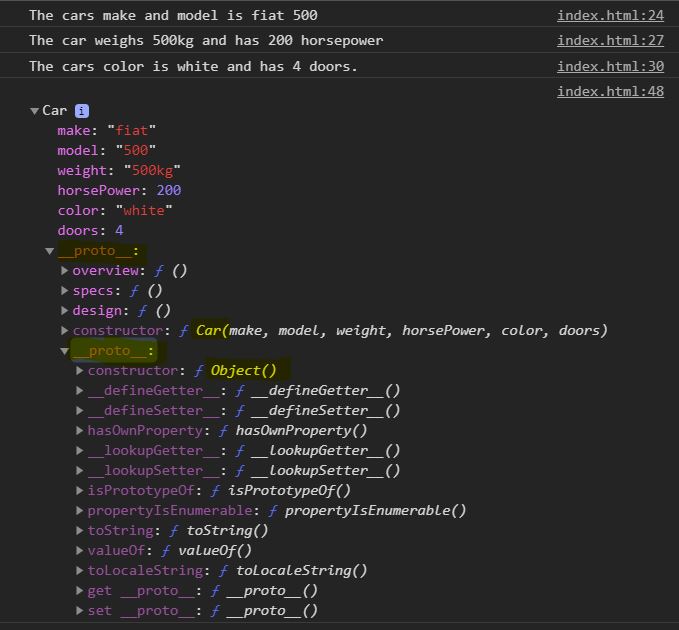 The cars make and model is fiat 500 index.html:24
The car weighs 500kg and has 200 horsepower index.html:27
The cars color is white and has 4 doors. index.html:30
index.html:48
▼Car i
make: "fiat"
model: "500"
weight: "500kg"
horsePower: 200
color: "white"
doors: 4
▼__proto__:
▶overview: ƒ ()
▶specs: ƒ ()
▶design: ƒ ()
▶constructor: ƒ Car(make, model, weight, horsePower, color, doors)
▼__proto__:
▶constructor: ƒ Object()
▶__defineGetter__: ƒ __defineGetter__()
▶__defineSetter__: ƒ __defineSetter__()
▶hasOwnProperty: ƒ hasOwnProperty()
▶__lookupGetter__: ƒ __lookupGetter__()
▶__lookupSetter__: ƒ __lookupSetter__()
▶isPrototypeOf: ƒ isPrototypeOf()
▶propertyIsEnumerable: ƒ propertyIsEnumerable()
▶toString: ƒ toString()
▶valueOf: ƒ valueOf()
▶toLocaleString: ƒ toLocaleString()
▶get __proto__: ƒ __proto__()
▶set __proto__: ƒ __proto__()